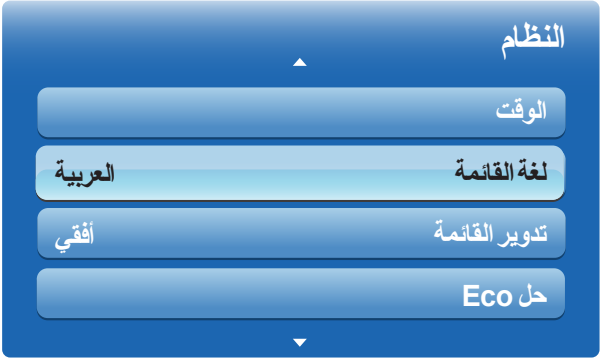 النظام
الوقت
لغة القائمة العربية
تدوير القائمة أفقي
حل Eco